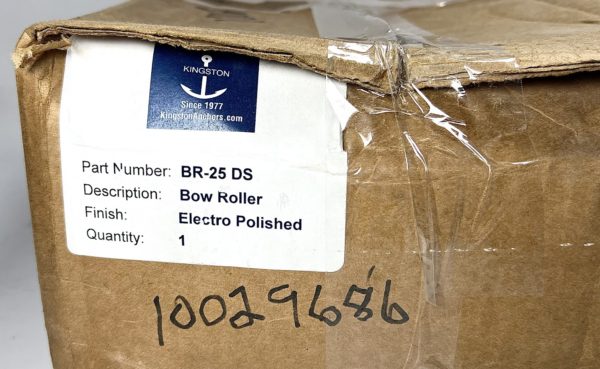 KINGSTON
Since 1977
KingstonAnchors.com
Part Number: BR-25 DS
Description: Bow Roller
Finish: Electro Polished
Quantity: 1
10029686